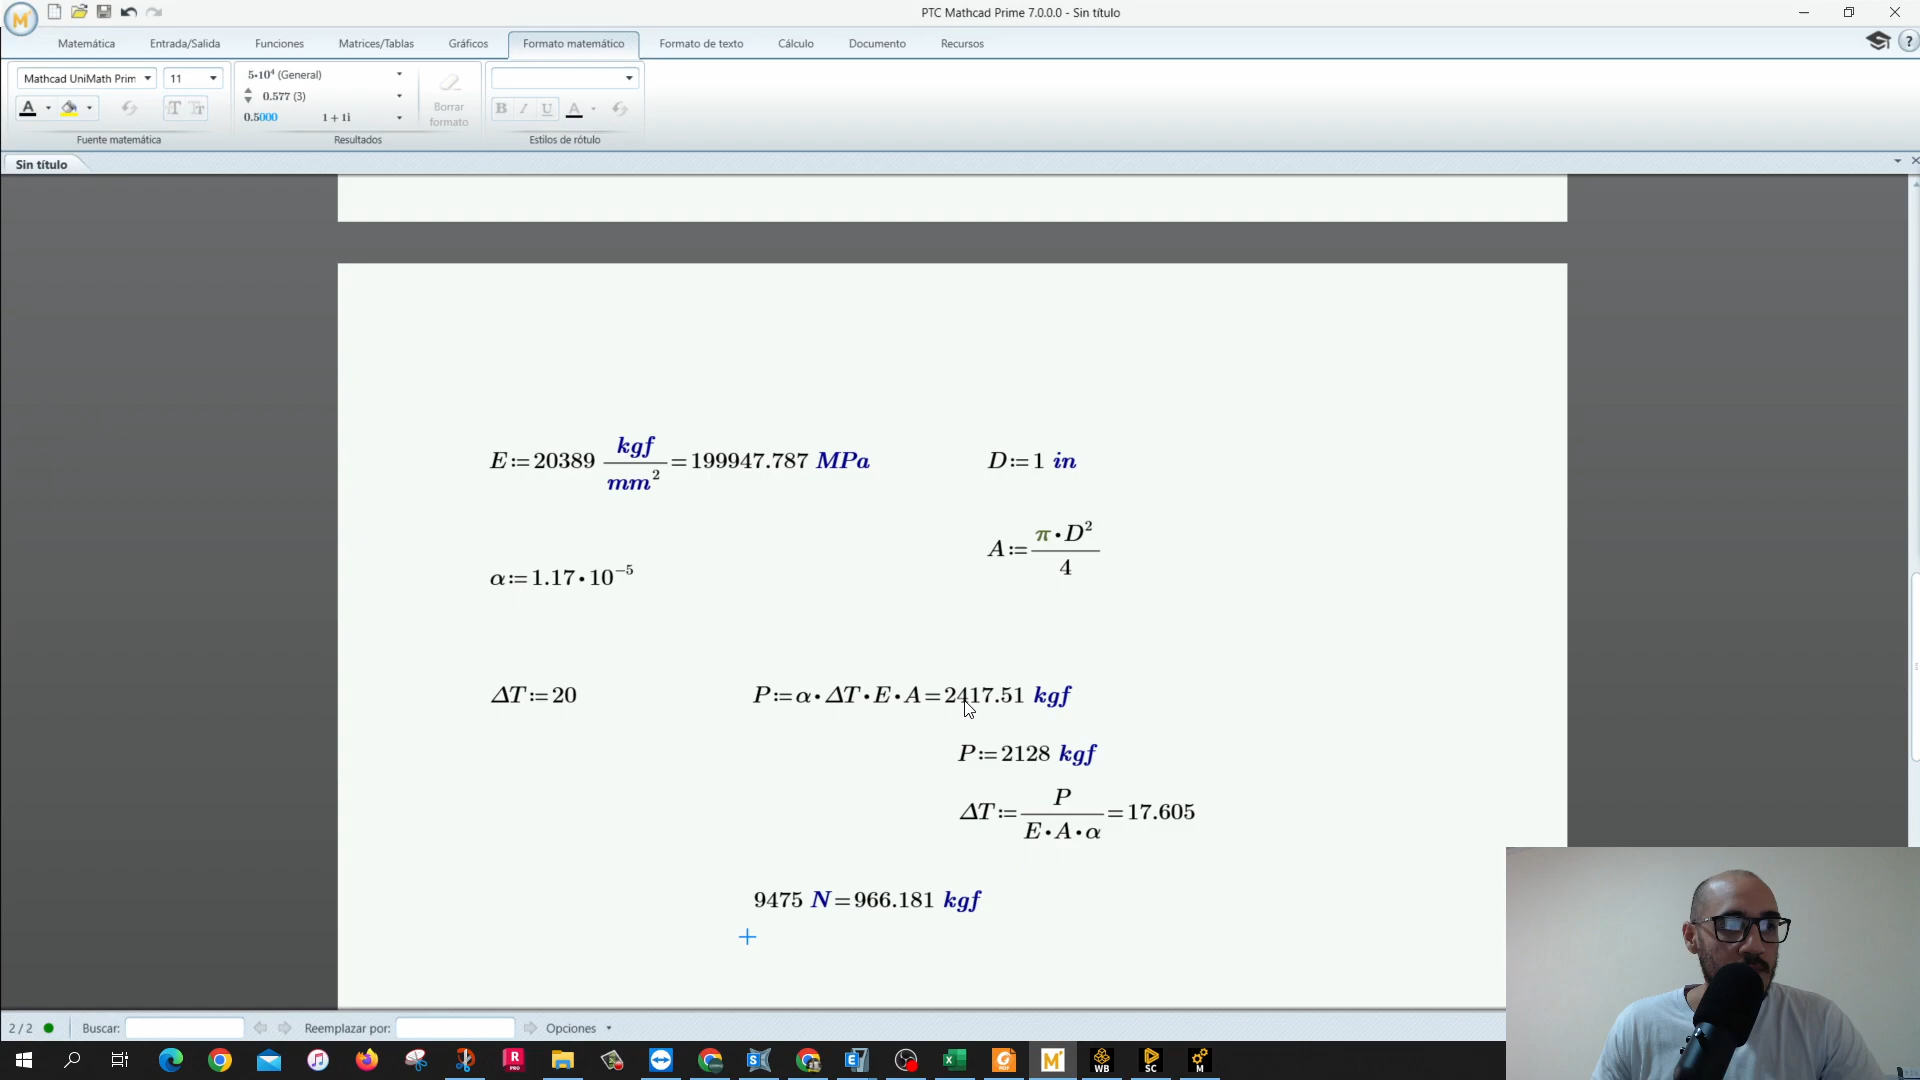 PTC Mathcad Prime 7.0.0.0 - Sin título
Matemática Entrada/Salida Funciones Matrices/Tablas Gráficos Formato matemático Formato de texto Cálculo Documento Recursos
Mathcad UniMath Prim 11
5•10⁴ (General)
0.577 (3)
0.5000 1 + 1i
Borrar formato
B I U A
Fuente matemática Resultados Estilos de rótulo
Sin título
E:=20389 kgf/mm²=199947.787 MPa D:=1 in
A:=π•D²/4
α:=1.17•10⁻⁵
ΔT:=20 P:=α•ΔT•E•A=2417.51 kgf
P:=2128 kgf
ΔT:=P/(E•A•α)=17.605
9475 N=966.181 kgf
2 / 2 Buscar: Reemplazar por: Opciones